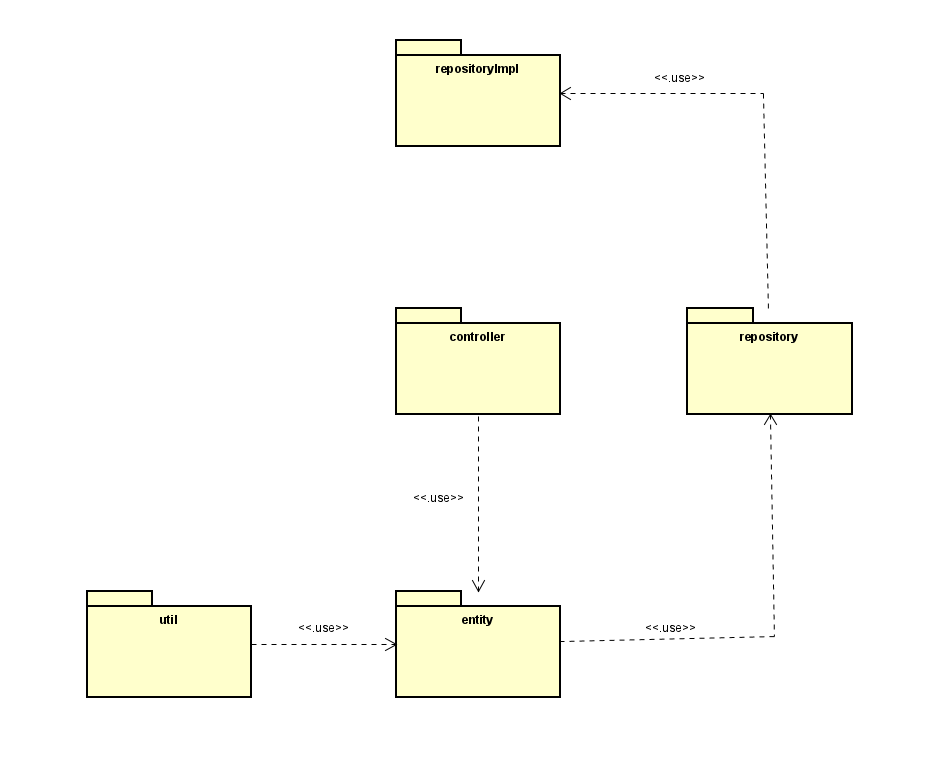 repositoryImpl
<<.use>>
controller
repository
<<.use>>
util
<<.use>>
entity
<<.use>>